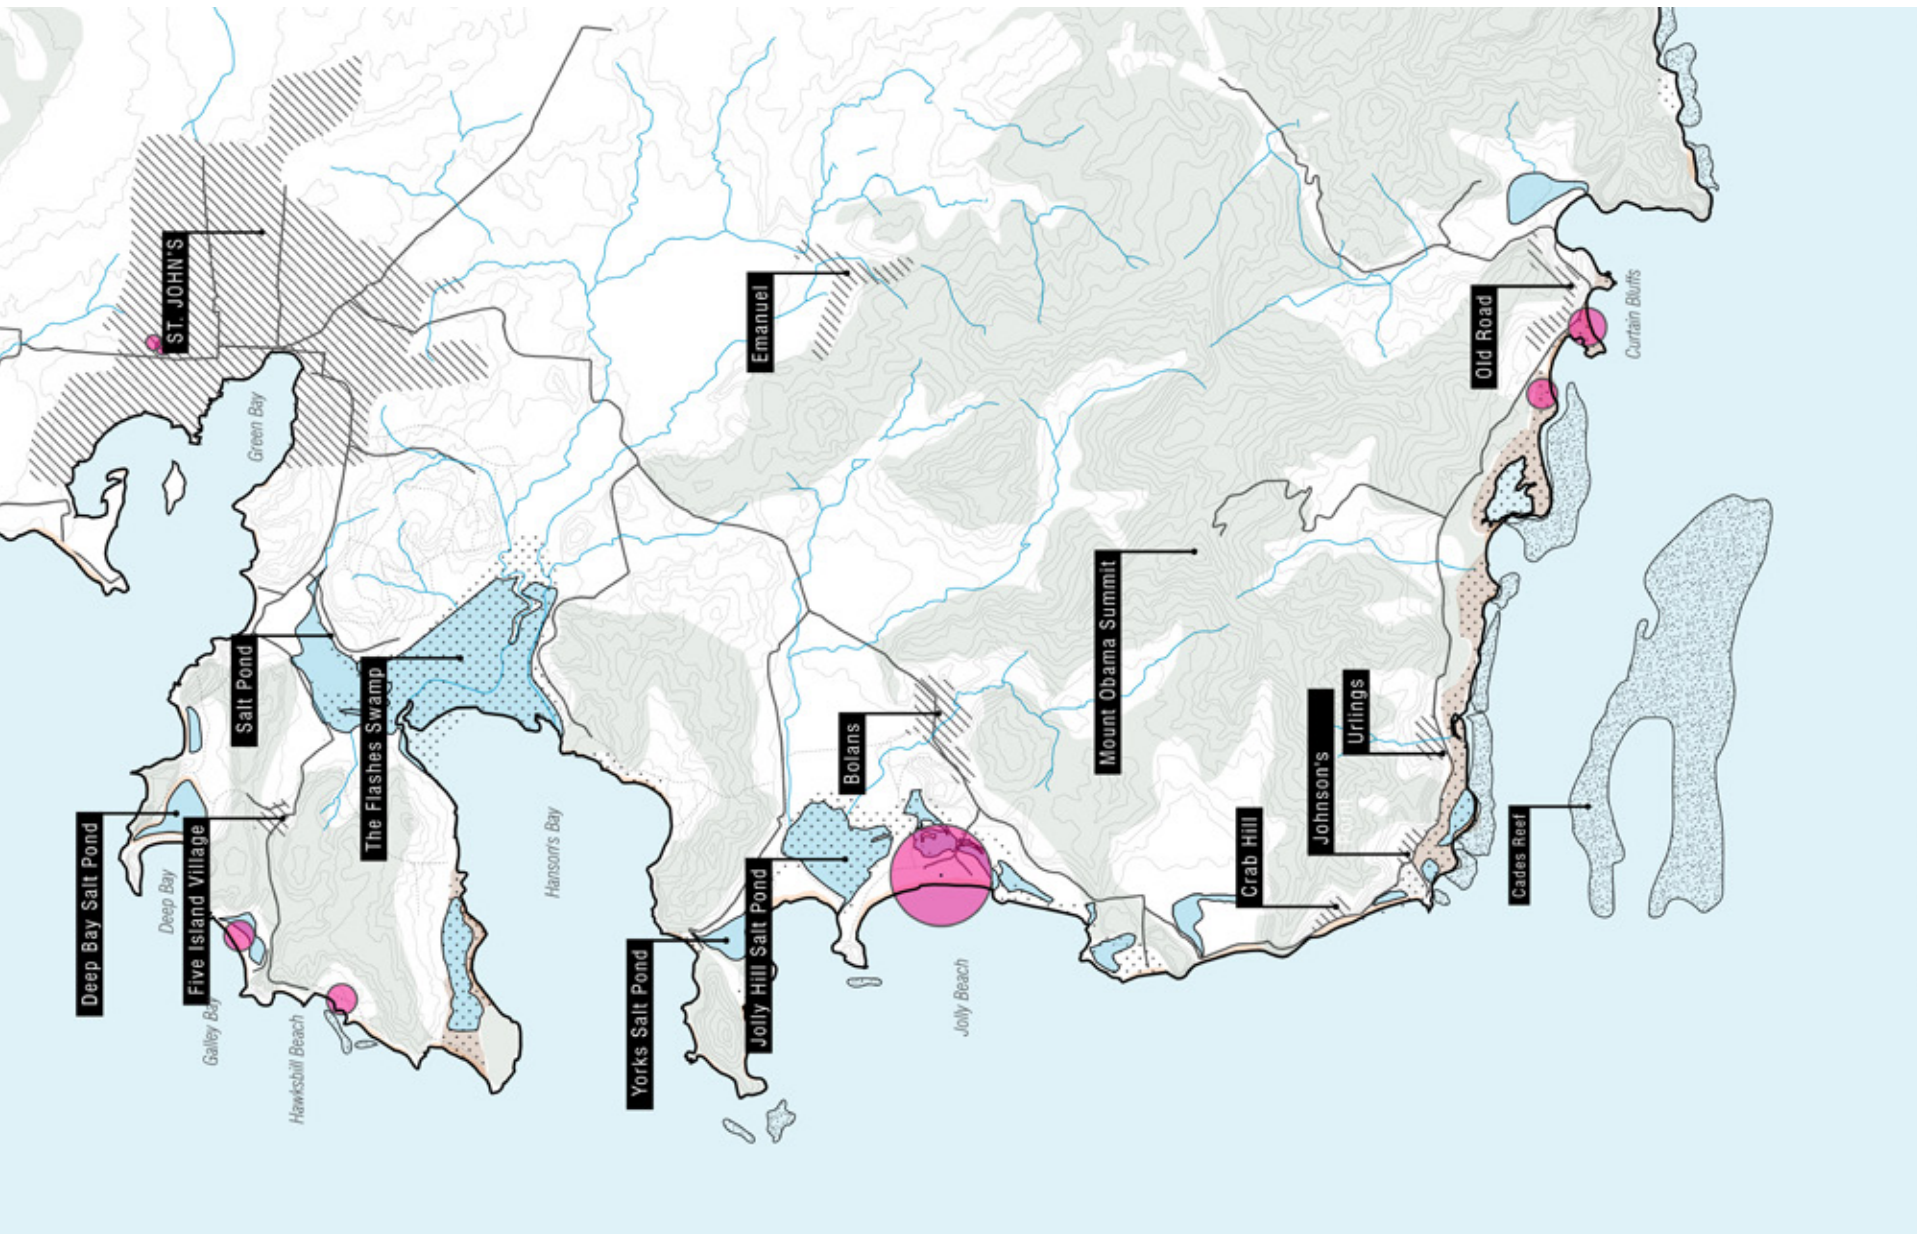 ST. JOHN'S
Green Bay
Emanuel
Old Road
Curtain Bluffs
Salt Pond
The Flashes Swamp
Deep Bay Salt Pond
Deep Bay
Five Island Village
Galley Bay
Hawksbill Beach
Hanson's Bay
Yorks Salt Pond
Jolly Hill Salt Pond
Bolans
Jolly Beach
Mount Obama Summit
Crab Hill
Johnson's
Urlings
Cades Reef